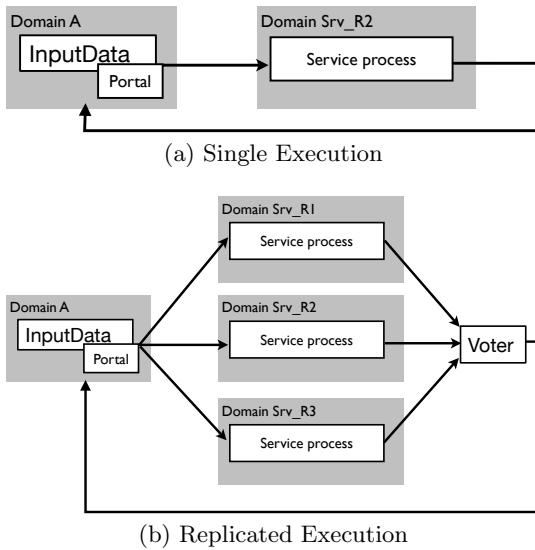 Domain A
Domain Srv_R2
InputData
Service process
Portal
(a) Single Execution
Domain Srv_R1
Service process
Domain A
Domain Srv_R2
InputData
Service process
Voter
Portal
Domain Srv_R3
Service process
(b) Replicated Execution